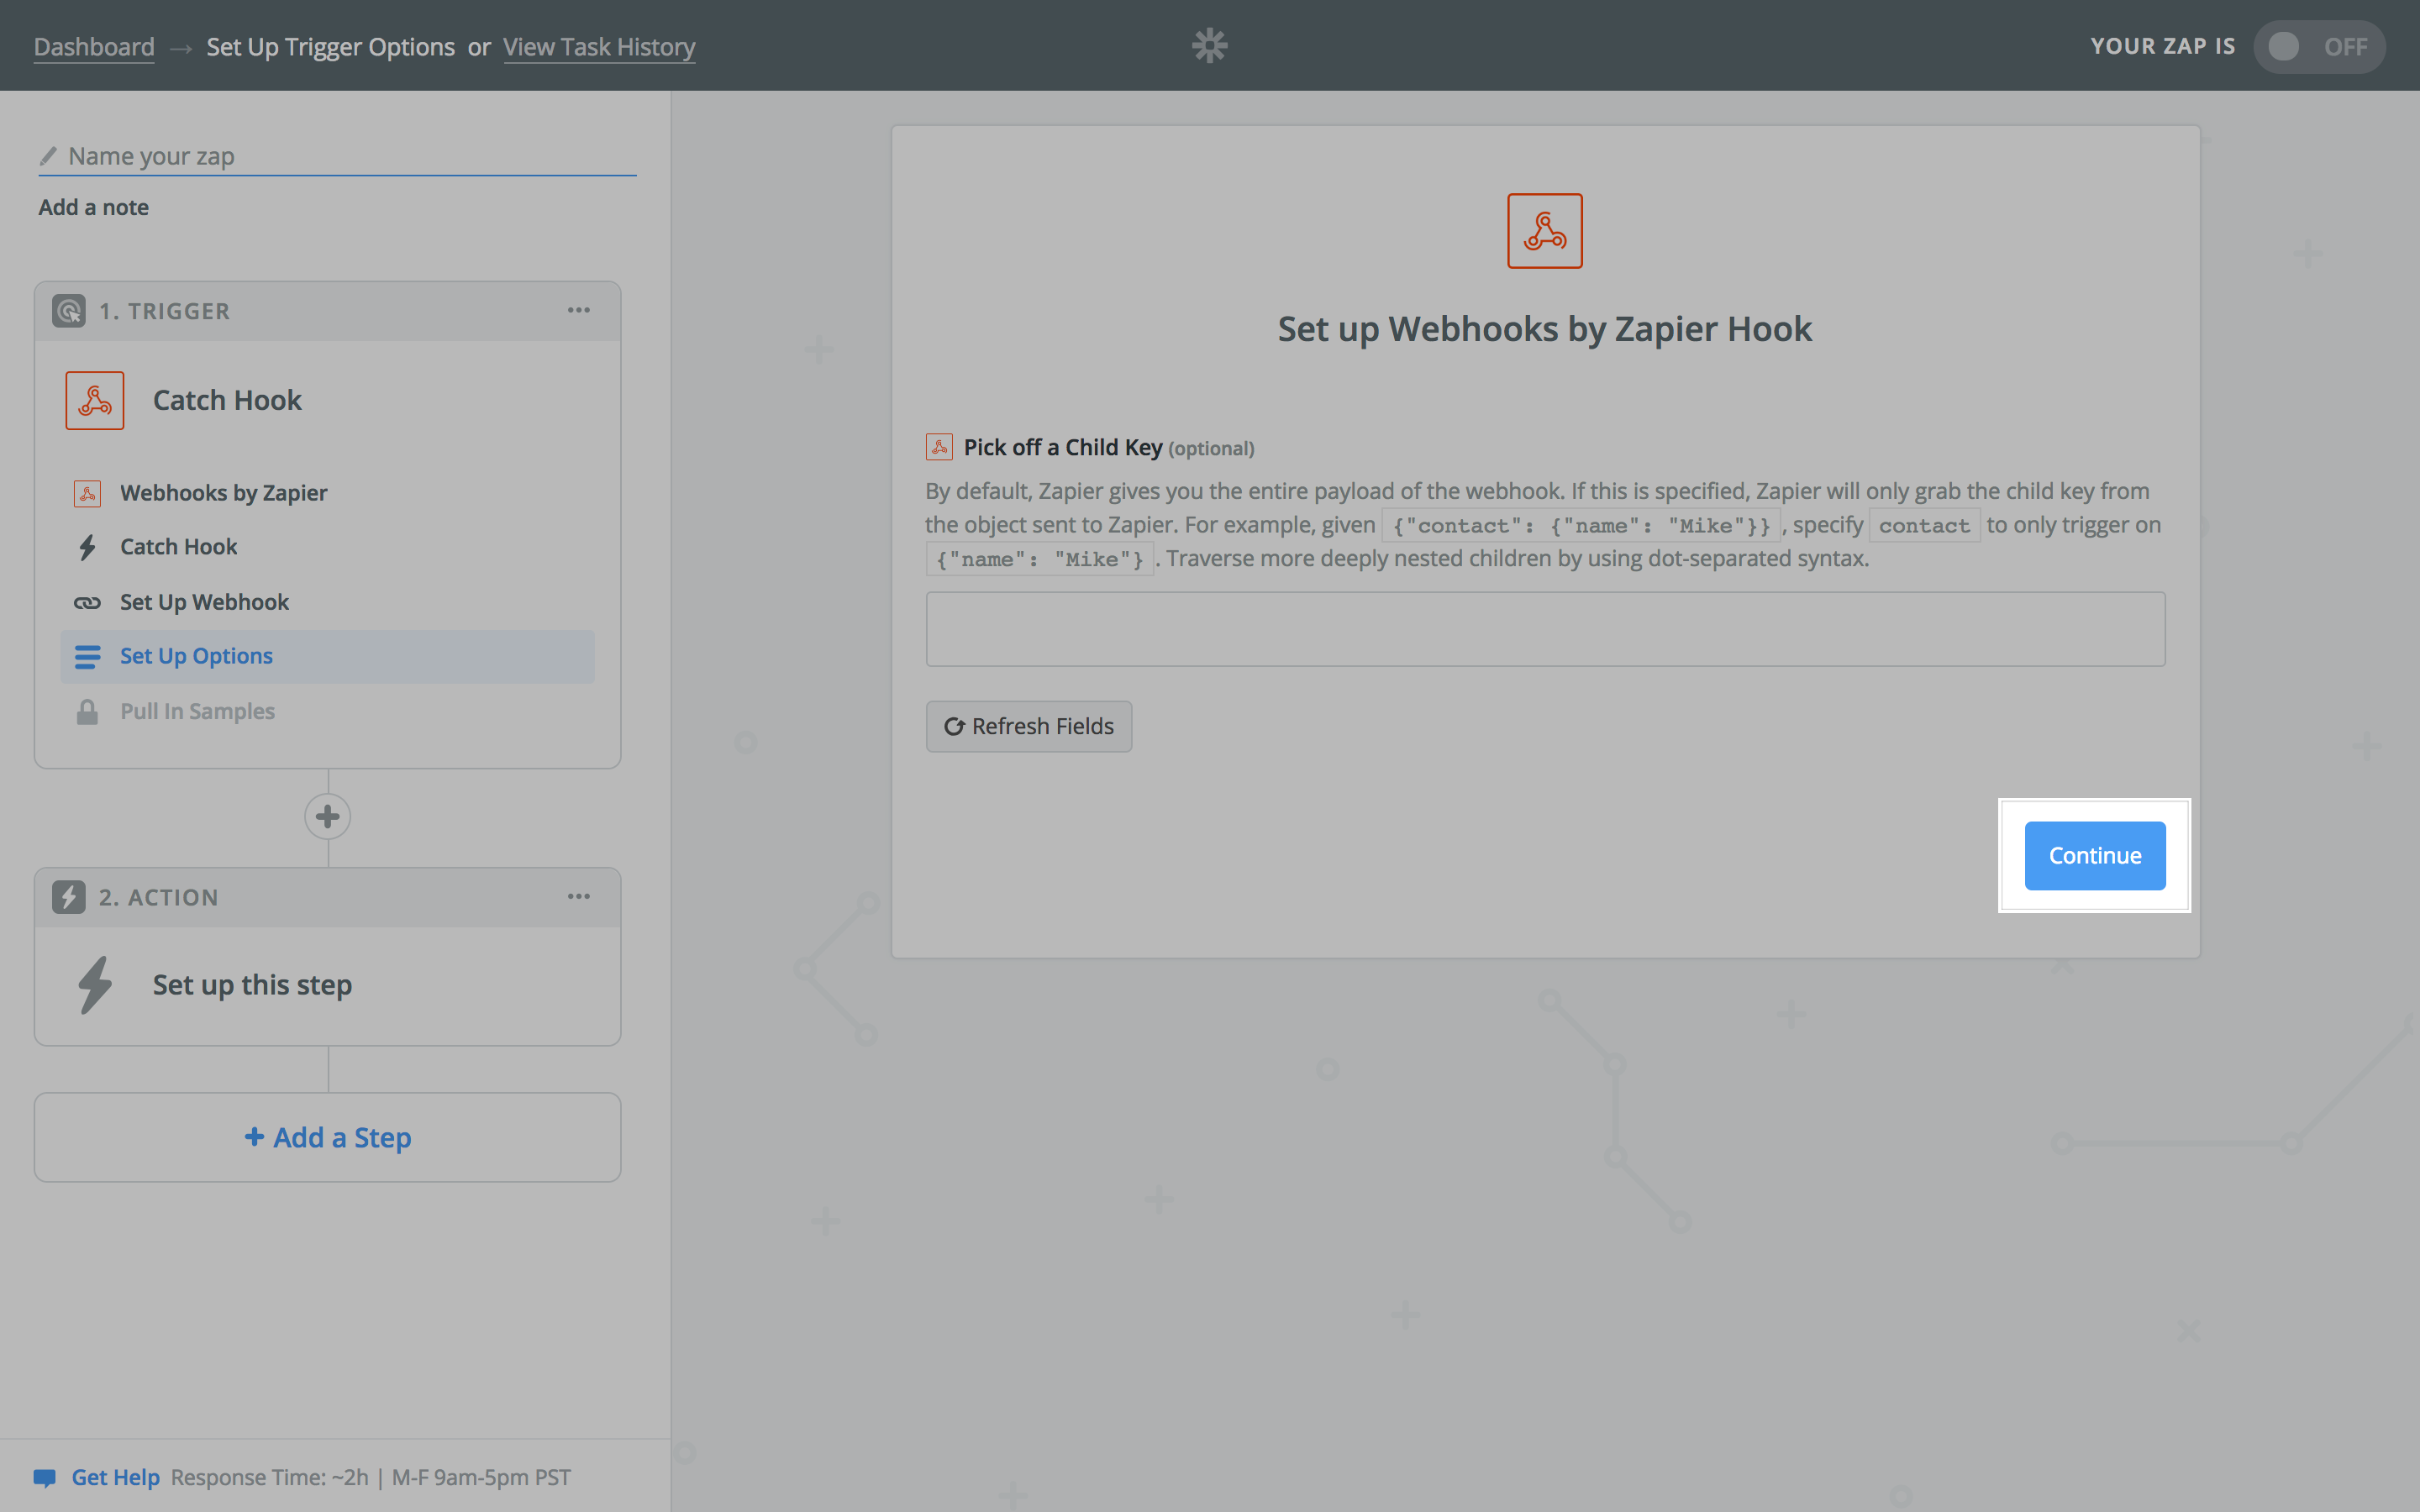 Dashboard → Set Up Trigger Options or View Task History
YOUR ZAP IS OFF
Name your zap
Add a note
1. TRIGGER
Catch Hook
Webhooks by Zapier
Catch Hook
Set Up Webhook
Set Up Options
Pull In Samples
2. ACTION
Set up this step
+ Add a Step
Get Help Response Time: ~2h | M-F 9am-5pm PST
Set up Webhooks by Zapier Hook
Pick off a Child Key (optional)
By default, Zapier gives you the entire payload of the webhook. If this is specified, Zapier will only grab the child key from
the object sent to Zapier. For example, given {"contact": {"name": "Mike"}}, specify contact to only trigger on
{"name": "Mike"}. Traverse more deeply nested children by using dot-separated syntax.
Refresh Fields
Continue